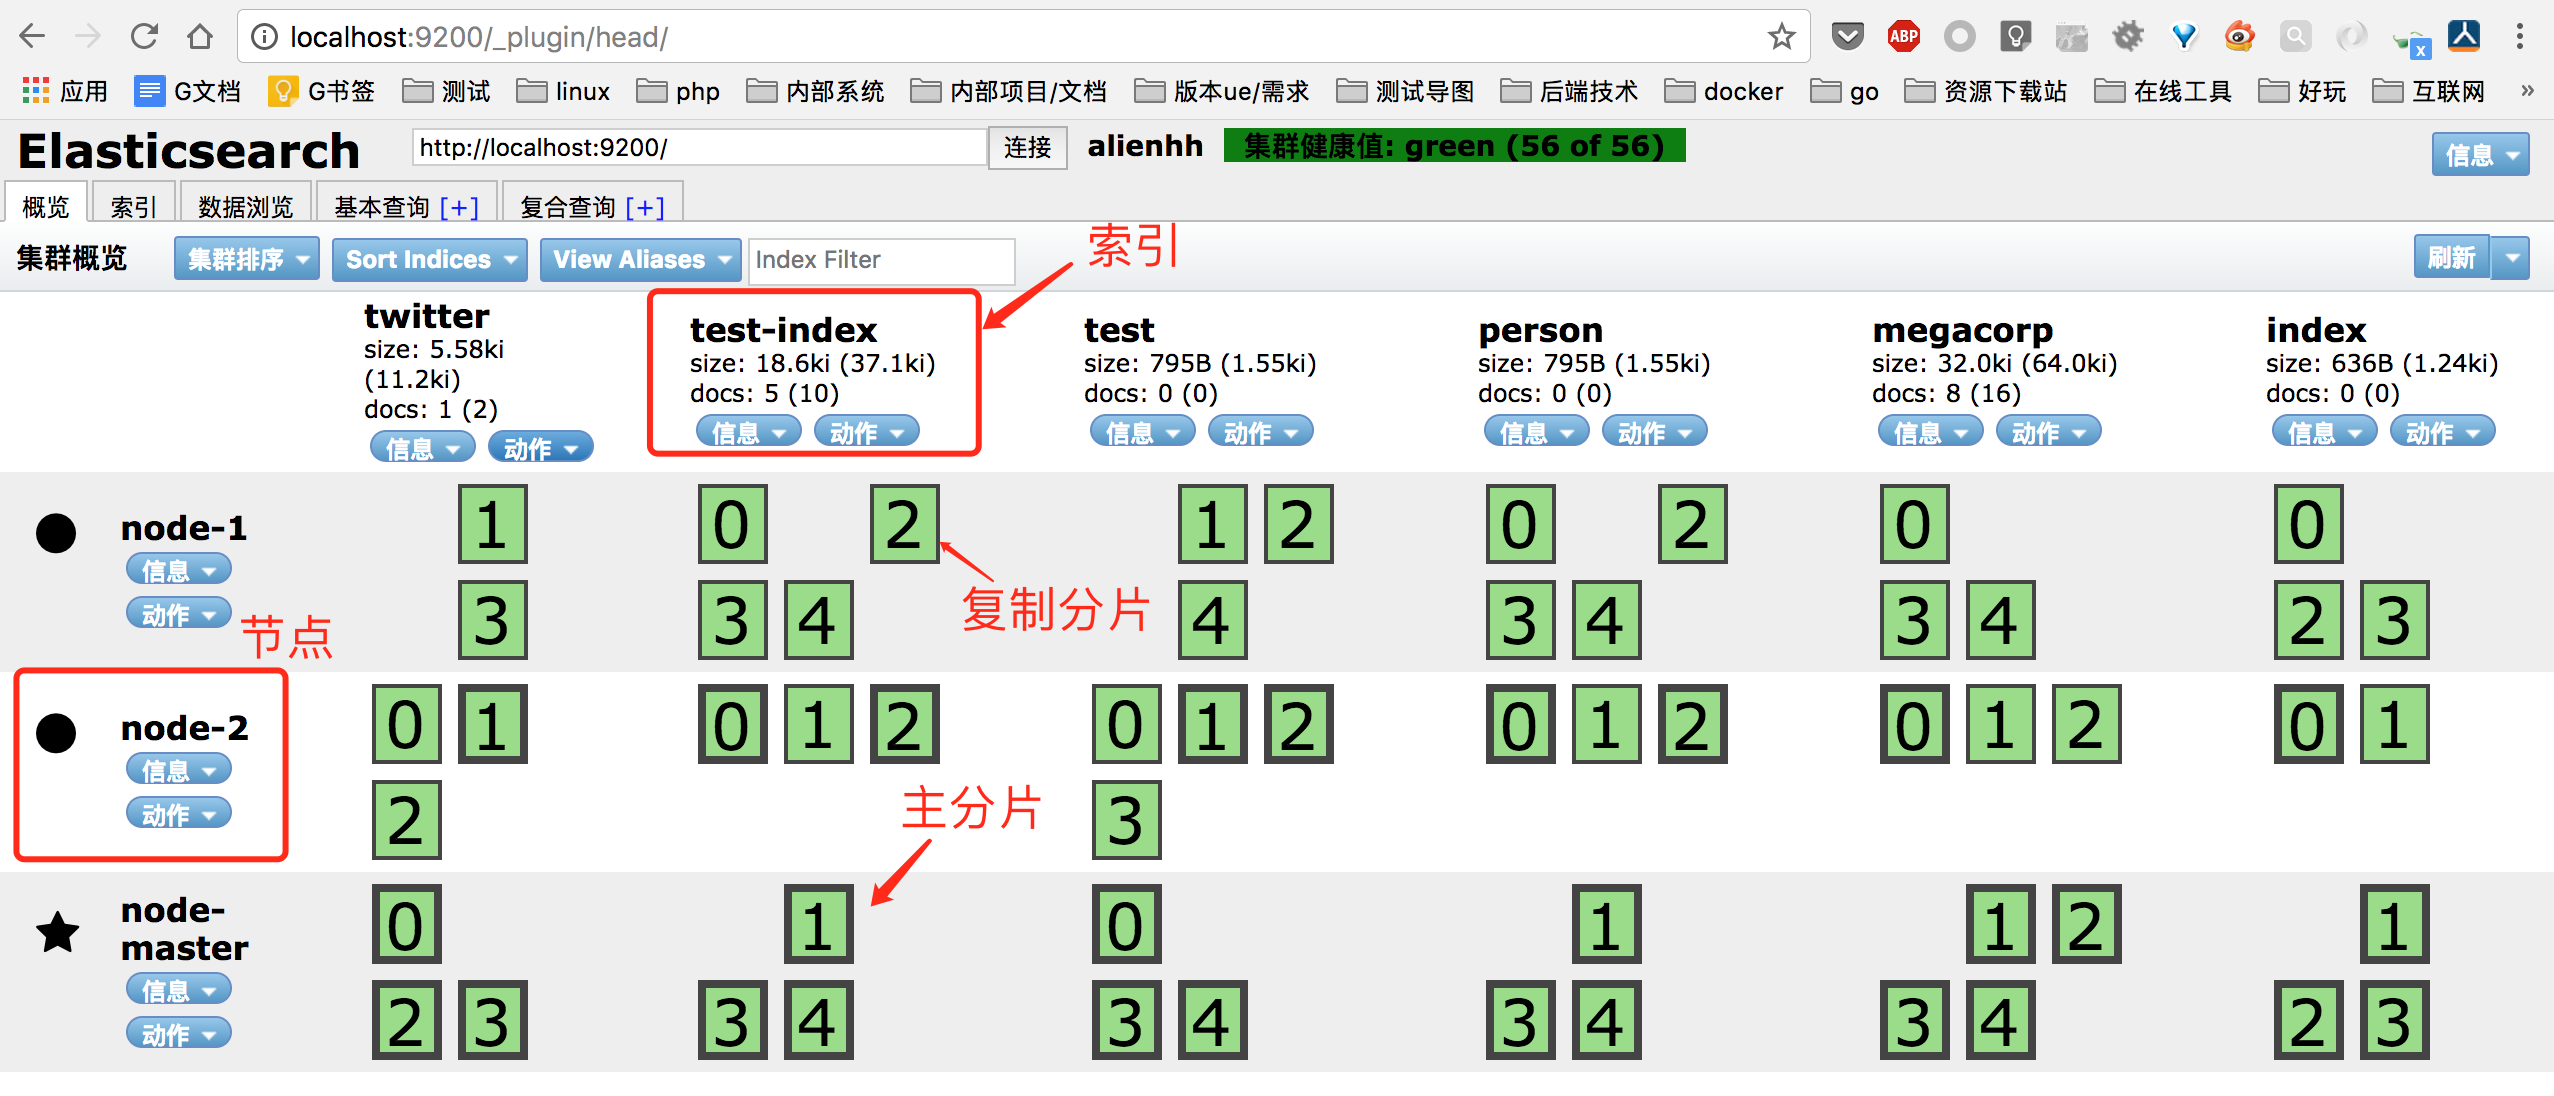 localhost:9200/_plugin/head/
ABP
x
应用 G文档 G书签 测试 linux php 内部系统 内部项目/文档 版本ue/需求 测试导图 后端技术 docker go 资源下载站 在线工具 好玩 互联网 »
Elasticsearch http://localhost:9200/ 连接 alienhh 集群健康值: green (56 of 56) 信息
概览 索引 数据浏览 基本查询 [+] 复合查询 [+]
索引
集群概览 集群排序 Sort Indices View Aliases Index Filter 刷新
twitter
size: 5.58ki
(11.2ki)
docs: 1 (2)
信息 动作
test-index
size: 18.6ki (37.1ki)
docs: 5 (10)
信息 动作
test
size: 795B (1.55ki)
docs: 0 (0)
信息 动作
person
size: 795B (1.55ki)
docs: 0 (0)
信息 动作
megacorp
size: 32.0ki (64.0ki)
docs: 8 (16)
信息 动作
index
size: 636B (1.24ki)
docs: 0 (0)
信息 动作
node-1
信息
动作
1 0 2 1 2 0 2 0 0
3 3 4 4 3 4 3 4 2 3
复制分片
节点
node-2
信息
动作
0 1 0 1 2 0 1 2 0 1 2 0 1 2 0 1
2 3
主分片
node-
master
信息
动作
0 1 0 1 1 2 1
2 3 3 4 3 4 3 4 3 4 2 3